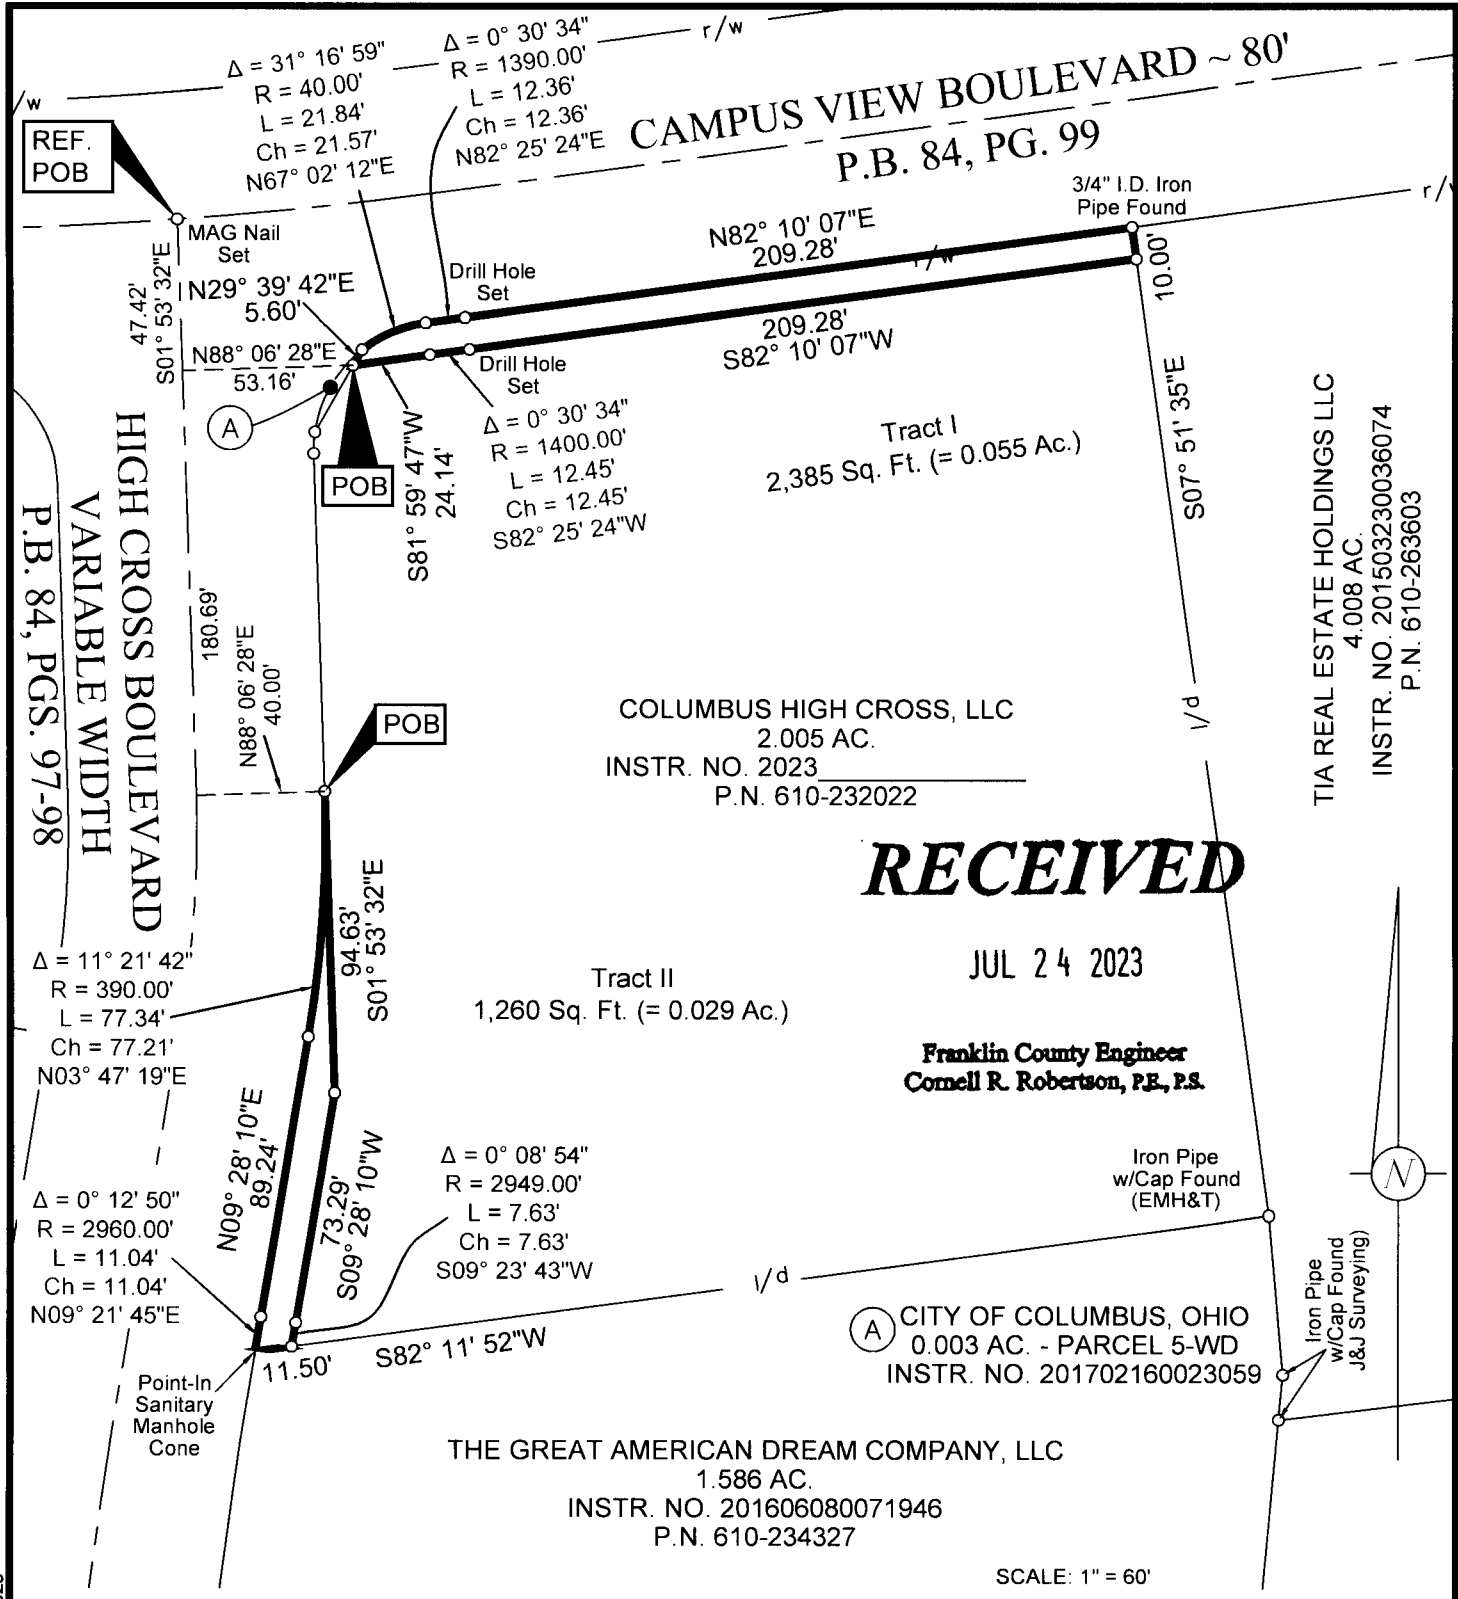 Δ = 31° 16' 59"
R = 40.00'
L = 21.84'
Ch = 21.57'
N67° 02' 12"E
Δ = 0° 30' 34"
R = 1390.00'
L = 12.36'
Ch = 12.36'
N82° 25' 24"E
r/w
/w
CAMPUS VIEW BOULEVARD ~ 80'
P.B. 84, PG. 99
REF.
POB
MAG Nail
Set
3/4" I.D. Iron
Pipe Found
r/
N82° 10' 07"E
209.28'
r/w
10.00'
47.42'
S01° 53' 32"E
N29° 39' 42"E
5.60'
Drill Hole
Set
N88° 06' 28"E
53.16'
209.28'
S82° 10' 07"W
Drill Hole
Set
A
POB
S81° 59' 47"W
24.14'
Δ = 0° 30' 34"
R = 1400.00'
L = 12.45'
Ch = 12.45'
S82° 25' 24"W
Tract I
2,385 Sq. Ft. (= 0.055 Ac.)
S07° 51' 35"E
TIA REAL ESTATE HOLDINGS LLC
4.008 AC.
INSTR. NO. 201503230036074
P.N. 610-263603
HIGH CROSS BOULEVARD
VARIABLE WIDTH
P.B. 84, PGS. 97-98
180.69'
N88° 06' 28"E
40.00'
POB
COLUMBUS HIGH CROSS, LLC
2.005 AC.
INSTR. NO. 2023________________
P.N. 610-232022
l/d
RECEIVED
JUL 24 2023
Franklin County Engineer
Cornell R. Robertson, P.E., P.S.
94.63'
S01° 53' 32"E
Tract II
1,260 Sq. Ft. (= 0.029 Ac.)
Δ = 11° 21' 42"
R = 390.00'
L = 77.34'
Ch = 77.21'
N03° 47' 19"E
N09° 28' 10"E
89.24'
73.29'
S09° 28' 10"W
Δ = 0° 08' 54"
R = 2949.00'
L = 7.63'
Ch = 7.63'
S09° 23' 43"W
Δ = 0° 12' 50"
R = 2960.00'
L = 11.04'
Ch = 11.04'
N09° 21' 45"E
Iron Pipe
w/Cap Found
(EMH&T)
N
l/d
11.50'
S82° 11' 52"W
Point-In
Sanitary
Manhole
Cone
A
CITY OF COLUMBUS, OHIO
0.003 AC. - PARCEL 5-WD
INSTR. NO. 201702160023059
Iron Pipe
w/Cap Found
J&J Surveying)
THE GREAT AMERICAN DREAM COMPANY, LLC
1.586 AC.
INSTR. NO. 201606080071946
P.N. 610-234327
SCALE: 1" = 60'